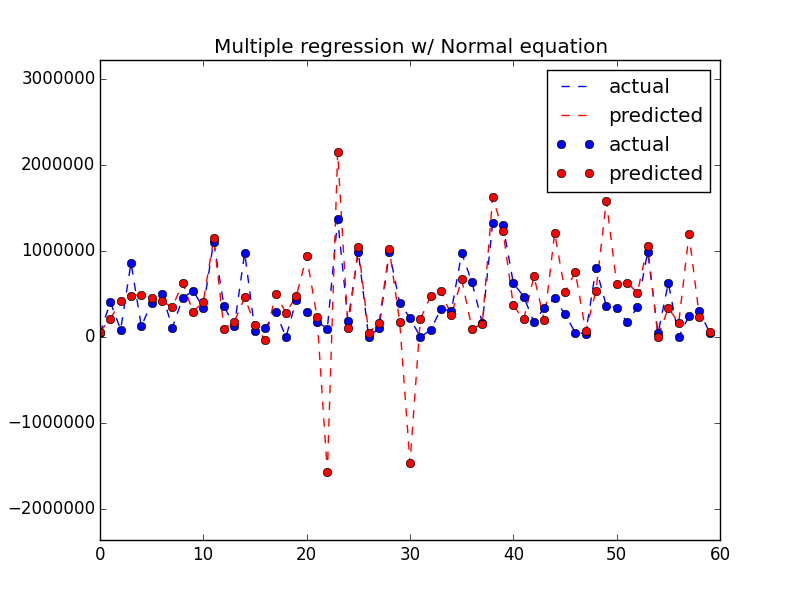 Multiple regression w/ Normal equation
3000000
2000000
1000000
0
−1000000
−2000000
actual
predicted
actual
predicted
0 10 20 30 40 50 60